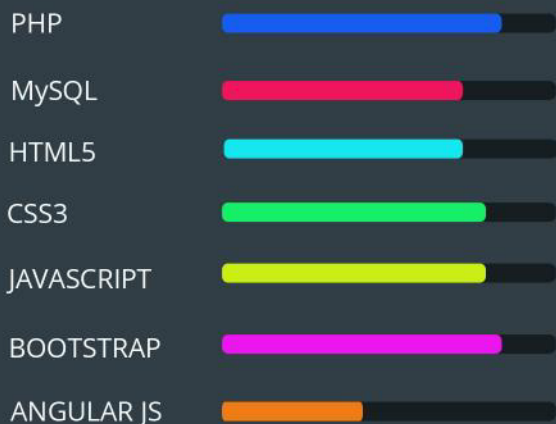 PHP
MySQL
HTML5
CSS3
JAVASCRIPT
BOOTSTRAP
ANGULAR JS